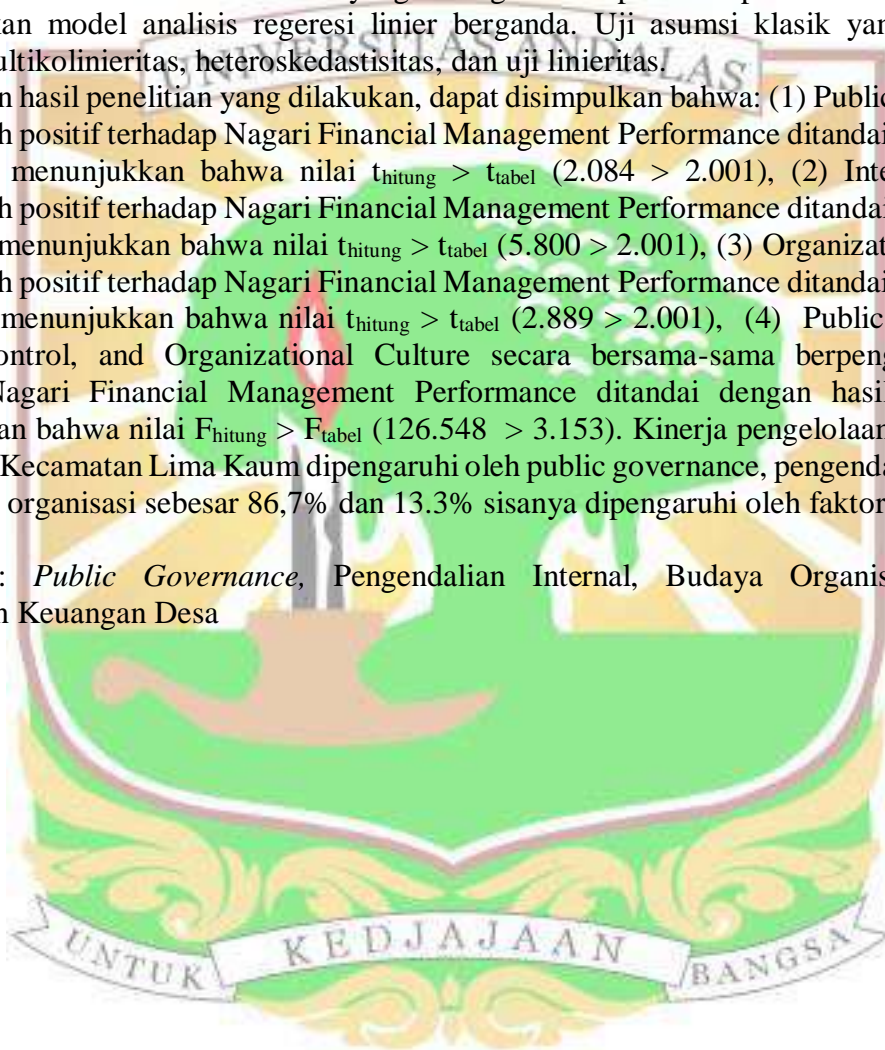 kan model analisis regeresi linier berganda. Uji asumsi klasik yan
ultikolinieritas, heteroskedastisitas, dan uji linieritas.
UNIVERSITAS ANDALAS
n hasil penelitian yang dilakukan, dapat disimpulkan bahwa: (1) Public
h positif terhadap Nagari Financial Management Performance ditandai
menunjukkan bahwa nilai thitung > ttabel (2.084 > 2.001), (2) Inte
h positif terhadap Nagari Financial Management Performance ditandai
menunjukkan bahwa nilai thitung > ttabel (5.800 > 2.001), (3) Organizat
h positif terhadap Nagari Financial Management Performance ditandai
menunjukkan bahwa nilai thitung > ttabel (2.889 > 2.001), (4) Public
ontrol, and Organizational Culture secara bersama-sama berpeng
Nagari Financial Management Performance ditandai dengan hasil
an bahwa nilai Fhitung > Ftabel (126.548 > 3.153). Kinerja pengelolaan
Kecamatan Lima Kaum dipengaruhi oleh public governance, pengenda
organisasi sebesar 86,7% dan 13.3% sisanya dipengaruhi oleh faktor
: Public Governance, Pengendalian Internal, Budaya Organis
n Keuangan Desa
UNTUK KEDJAJAAN BANGSA